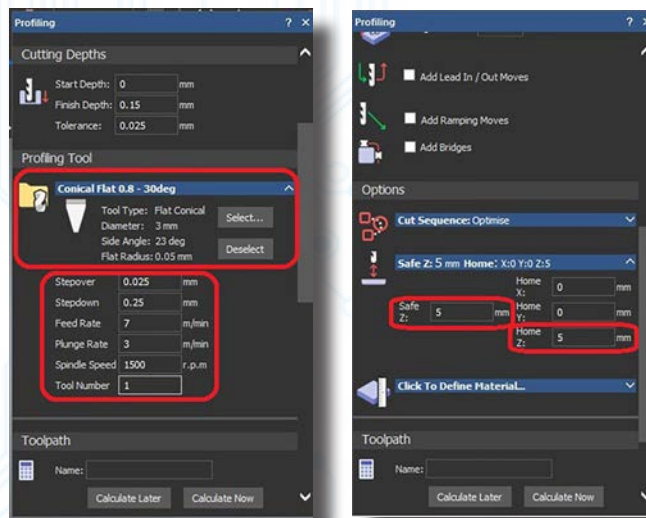 Profiling ? ×
Cutting Depths
Start Depth: 0 mm
Finish Depth: 0.15 mm
Tolerance: 0.025 mm
Profiling Tool
Conical Flat 0.8 - 30deg
Tool Type: Flat Conical
Diameter: 3 mm
Side Angle: 23 deg
Flat Radius: 0.05 mm
Select...
Deselect
Stepover 0.025 mm
Stepdown 0.25 mm
Feed Rate 7 m/min
Plunge Rate 3 m/min
Spindle Speed 1500 r.p.m
Tool Number 1
Toolpath
Name:
Calculate Later Calculate Now
Profiling ?
Add Lead In / Out Moves
Add Ramping Moves
Add Bridges
Options
Cut Sequence: Optimise
Safe Z: 5 mm Home: X:0 Y:0 Z:5
Home X: 0 mm
Safe Z: 5 mm
Home Y: 0 mm
Home Z: 5 mm
Click To Define Material...
Toolpath
Name:
Calculate Later Calculate Now